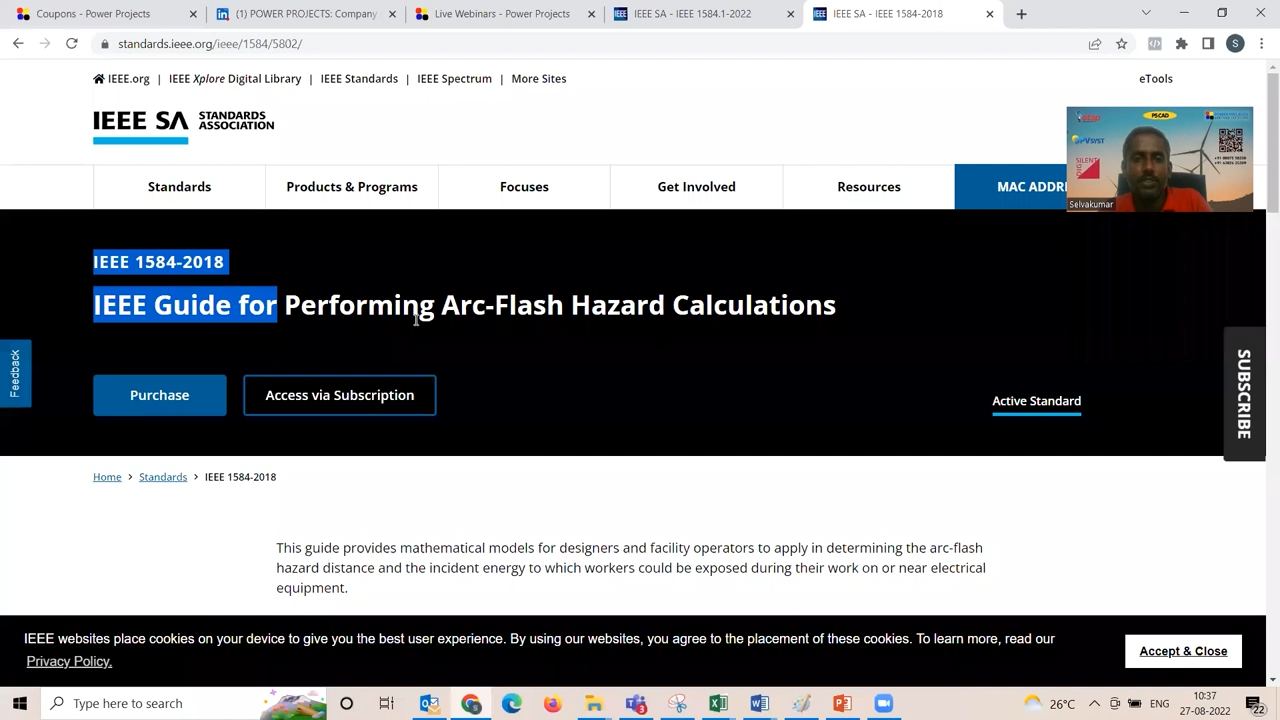 Coupons - Power Projects
(1) POWER PROJECTS: Company
Live Webinars - Power Projects
IEEE SA - IEEE 1584.1-2022
IEEE SA - IEEE 1584-2018
standards.ieee.org/ieee/1584/5802/
S
IEEE.org | IEEE Xplore Digital Library | IEEE Standards | IEEE Spectrum | More Sites
eTools
IEEE SA STANDARDS ASSOCIATION
etap
PSCAD
PVSYST
Selvakumar
Standards
Products & Programs
Focuses
Get Involved
Resources
MAC ADDR
IEEE 1584-2018
IEEE Guide for Performing Arc-Flash Hazard Calculations
Feedback
SUBSCRIBE
Purchase
Access via Subscription
Active Standard
Home > Standards > IEEE 1584-2018
This guide provides mathematical models for designers and facility operators to apply in determining the arc-flash
hazard distance and the incident energy to which workers could be exposed during their work on or near electrical
equipment.
IEEE websites place cookies on your device to give you the best user experience. By using our websites, you agree to the placement of these cookies. To learn more, read our
Privacy Policy.
Accept & Close
Type here to search
26°C
ENG
10:37
27-08-2022
22